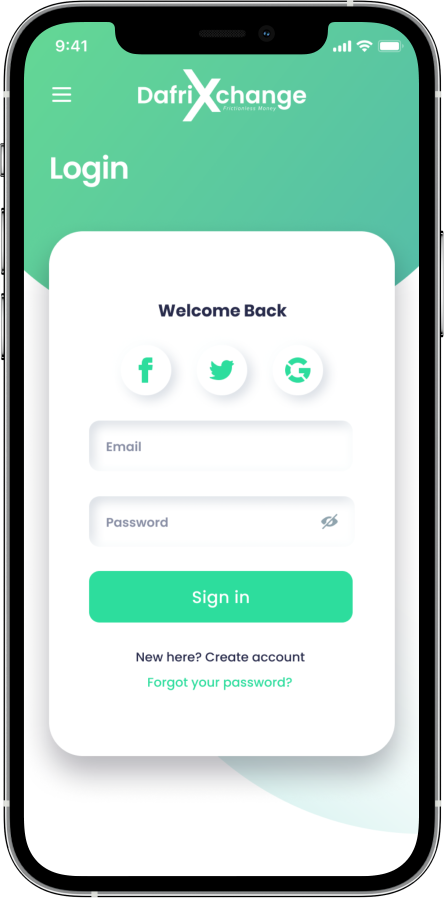 9:41
DafriXchange
Frictionless Money
Login
Welcome Back
Email
Password
Sign in
New here? Create account
Forgot your password?